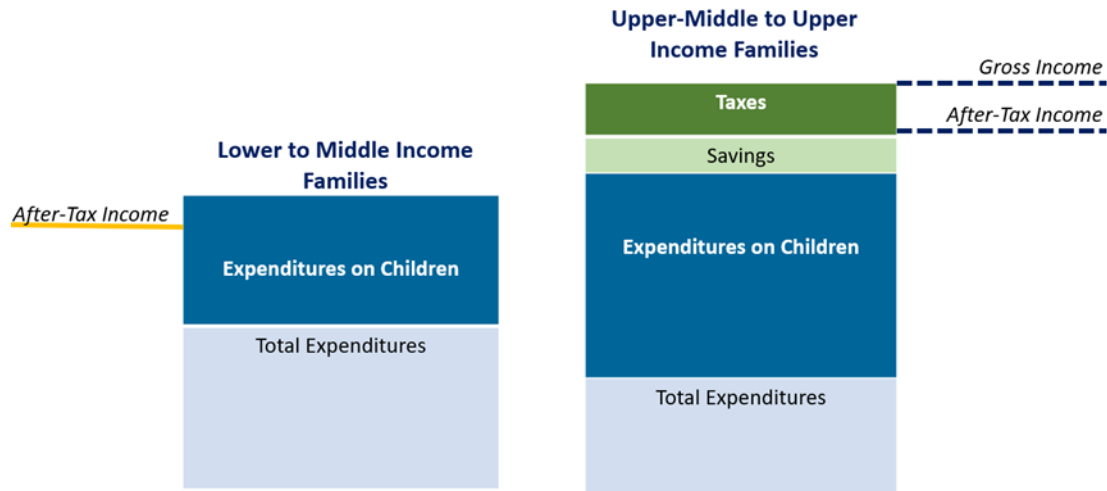 Lower to Middle Income
Families
After-Tax Income
Expenditures on Children
Total Expenditures
Upper-Middle to Upper
Income Families
Gross Income
Taxes
After-Tax Income
Savings
Expenditures on Children
Total Expenditures